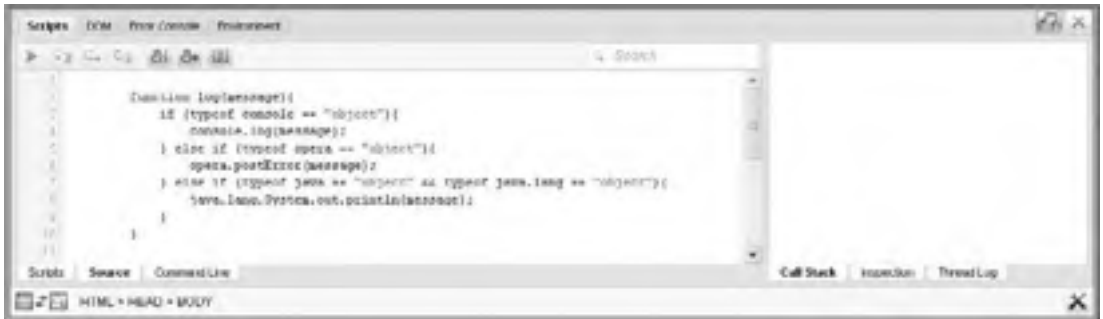 Scripts DOM Error Console Environment
Search
function log(message){
if (typeof console == "object"){
console.log(message);
} else if (typeof opera == "object"){
opera.postError(message);
} else if (typeof java == "object" && typeof java.lang == "object"){
java.lang.System.out.println(message);
}
}
10
11
Scripts Source Command Line
Call Stack Inspection Thread Log
HTML > HEAD > BODY